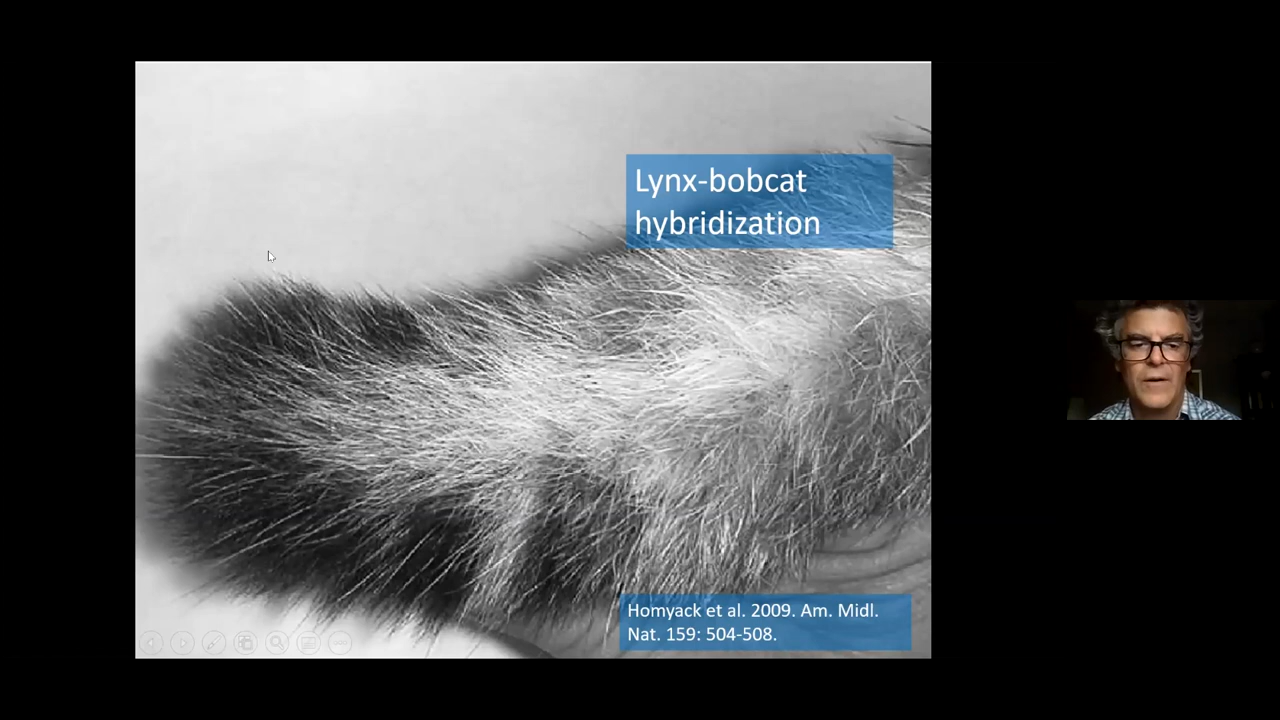 Lynx-bobcat
hybridization
Homyack et al. 2009. Am. Midl.
Nat. 159: 504-508.